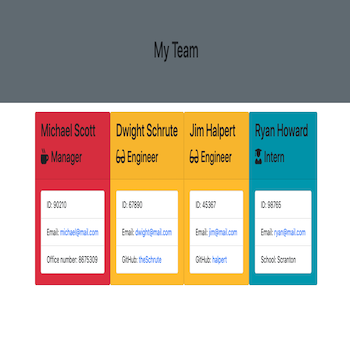 My Team
Michael Scott
Manager
ID: 90210
Email: michael@mail.com
Office number: 8675309
Dwight Schrute
Engineer
ID: 67890
Email: dwight@mail.com
GitHub: theSchrute
Jim Halpert
Engineer
ID: 45367
Email: jim@mail.com
GitHub: halpert
Ryan Howard
Intern
ID: 98765
Email: ryan@mail.com
School: Scranton